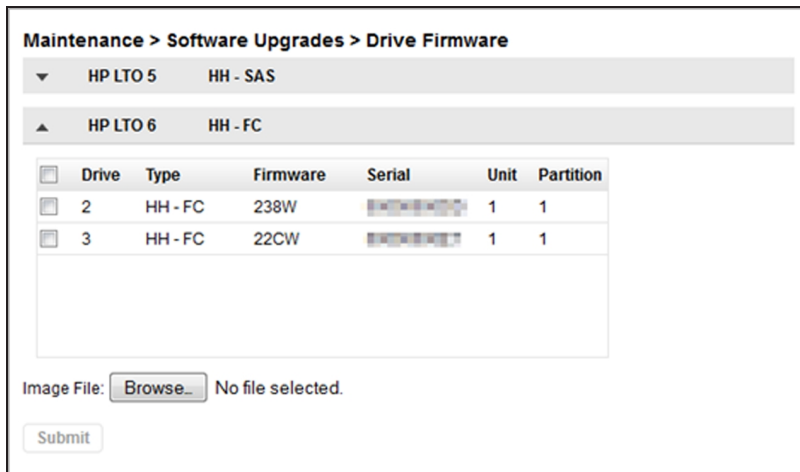 Maintenance > Software Upgrades > Drive Firmware
HP LTO 5 HH - SAS
HP LTO 6 HH - FC
Drive Type Firmware Serial Unit Partition
2 HH - FC 238W 1 1
3 HH - FC 22CW 1 1
Image File: Browse... No file selected.
Submit